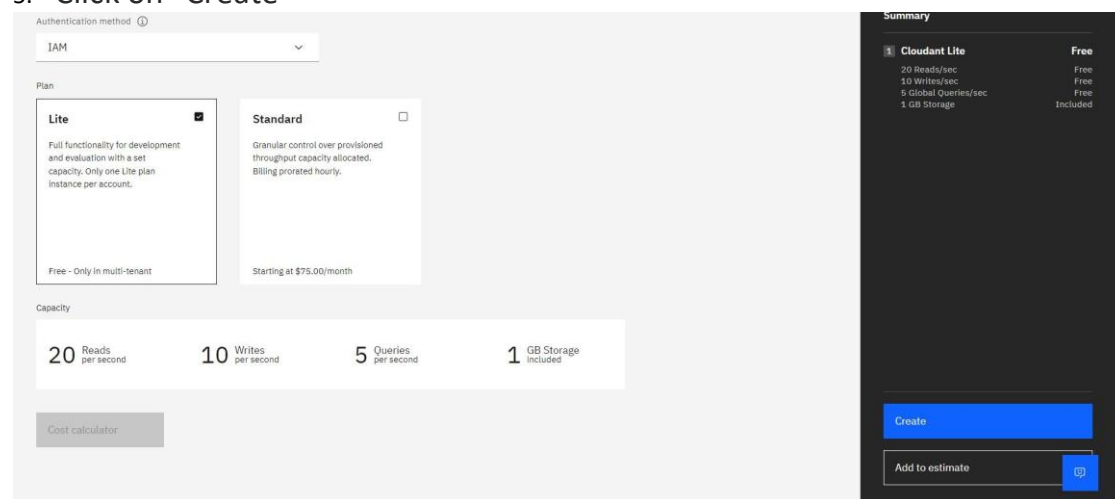 s. "Click on "Create"
Authentication method
IAM
Plan
Lite
Full functionality for development
and evaluation with a set
capacity. Only one Lite plan
instance per account.
Free - Only in multi-tenant
Standard
Granular control over provisioned
throughput capacity allocated.
Billing prorated hourly.
Starting at $75.00/month
Capacity
20 Reads per second
10 Writes per second
5 Queries per second
1 GB Storage included
Cost calculator
Summary
1 Cloudant Lite Free
20 Reads/sec Free
10 Writes/sec Free
5 Global Queries/sec Free
1 GB Storage Included
Create
Add to estimate